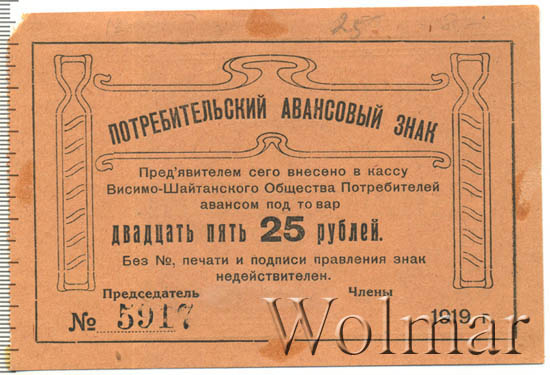 25
ПОТРЕБИТЕЛЬСКИЙ АВАНСОВЫЙ ЗНАК
Пред'явителем сего внесено в кассу
Висимо-Шайтанского Общества Потребителей
авансом под товар
двадцать пять 25 рублей.
Без №, печати и подписи правления знак
недействителен.
Председатель Члены
№ 5917 1919 г.
Wolmar